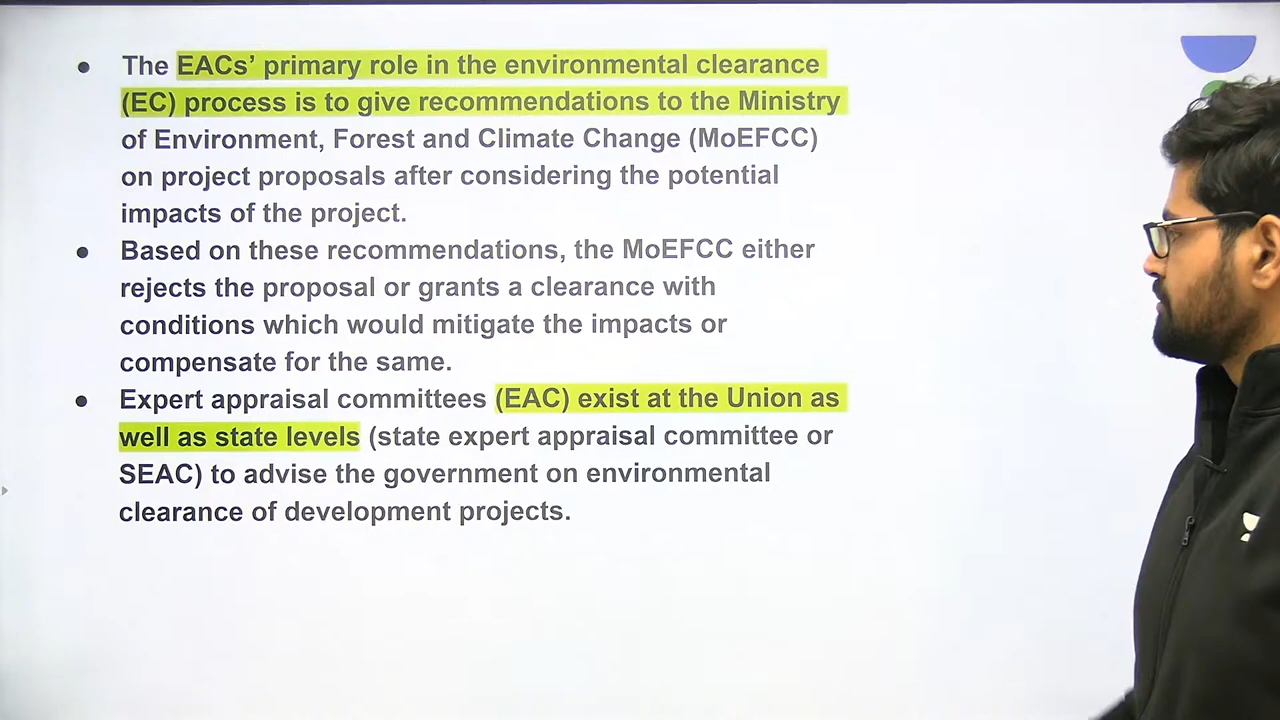 ● The EACs’ primary role in the environmental clearance
(EC) process is to give recommendations to the Ministry
of Environment, Forest and Climate Change (MoEFCC)
on project proposals after considering the potential
impacts of the project.
● Based on these recommendations, the MoEFCC either
rejects the proposal or grants a clearance with
conditions which would mitigate the impacts or
compensate for the same.
● Expert appraisal committees (EAC) exist at the Union as
well as state levels (state expert appraisal committee or
SEAC) to advise the government on environmental
clearance of development projects.